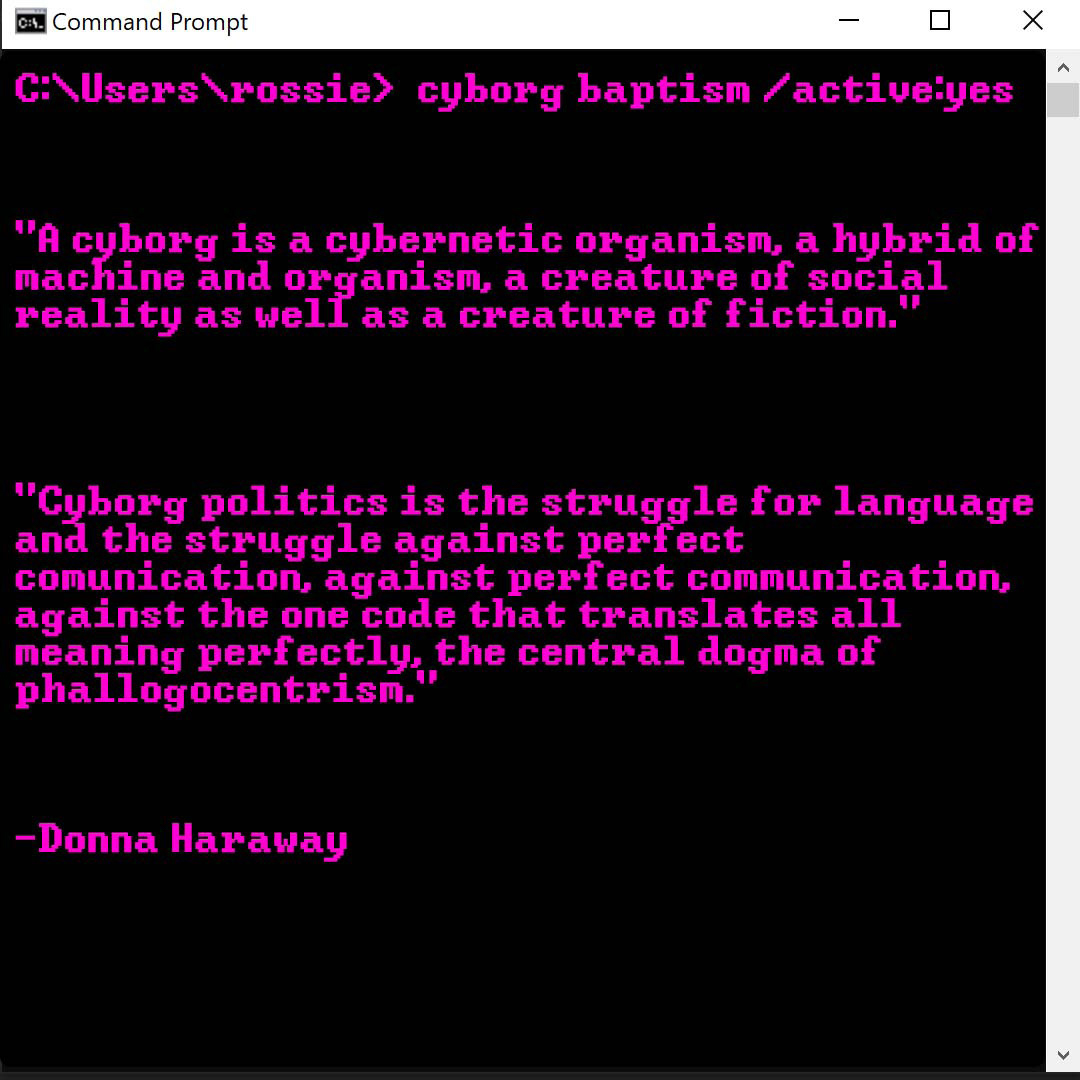 Command Prompt
C:\Users\rossie> cyborg baptism /active:yes
"A cyborg is a cybernetic organism, a hybrid of
machine and organism, a creature of social
reality as well as a creature of fiction."
"Cyborg politics is the struggle for language
and the struggle against perfect
comunication, against perfect communication,
against the one code that translates all
meaning perfectly, the central dogma of
phallogocentrism."
-Donna Haraway